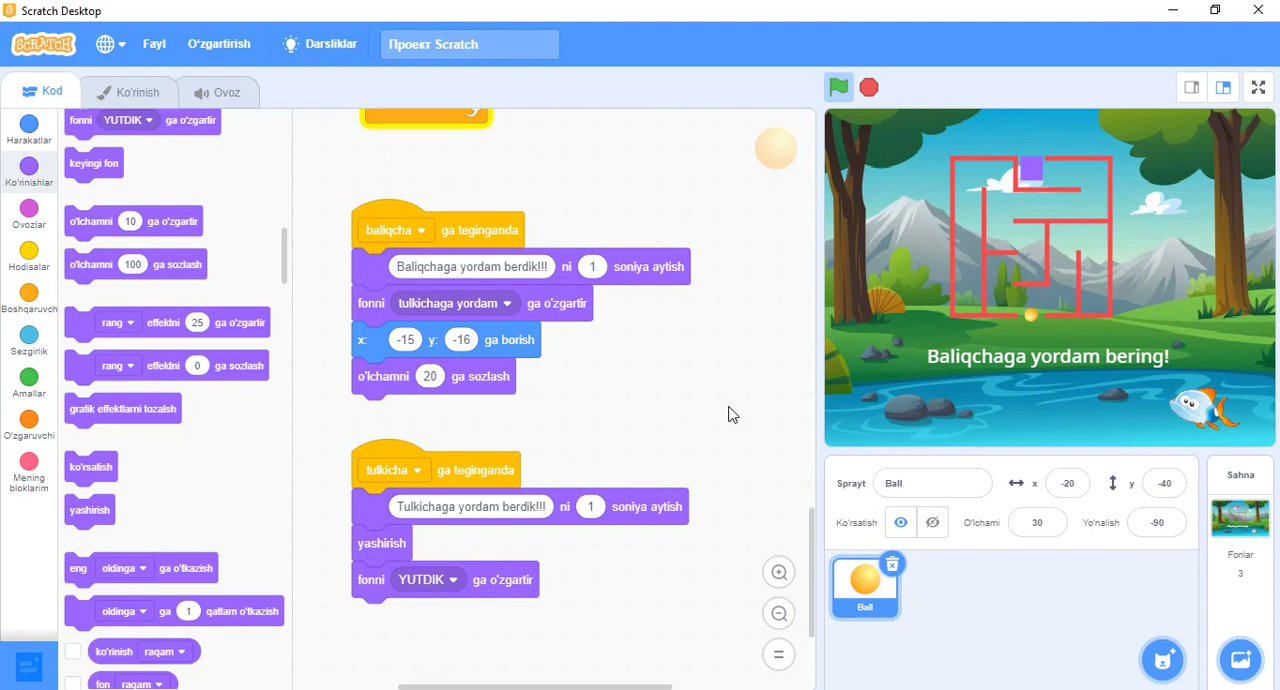 Scratch Desktop
SCRATCH
Fayl
O'zgartirish
Darsliklar
Проект Scratch
Kod
Ko'rinish
Ovoz
Harakatlar
Ko'rinishlar
Ovozlar
Hodisalar
Boshqaruvch
Sezgirlik
Amallar
O'zgaruvchi
Mening
bloklarim
fonni YUTDIK ga o'zgartir
keyingi fon
o'lchamni 10 ga o'zgartir
o'lchamni 100 ga sozlash
rang effektni 25 ga o'zgartir
rang effektni 0 ga sozlash
grafik effektlarni tozalsh
ko'rsatish
yashirish
eng oldinga ga o'tkazish
oldinga ga 1 qatlam o'tkazish
ko'rinish raqam
fon raqam
baliqcha ga teginganda
Baliqchaga yordam berdik!!! ni 1 soniya aytish
fonni tulkichaga yordam ga o'zgartir
x: -15 y: -16 ga borish
o'lchamni 20 ga sozlash
tulkicha ga teginganda
Tulkichaga yordam berdik!!! ni 1 soniya aytish
yashirish
fonni YUTDIK ga o'zgartir
Baliqchaga yordam bering!
Sprayt Ball x -20 y -40
Ko'rsatish O'lchami 30 Yo'nalish -90
Ball
Sahna
Fonlar
3